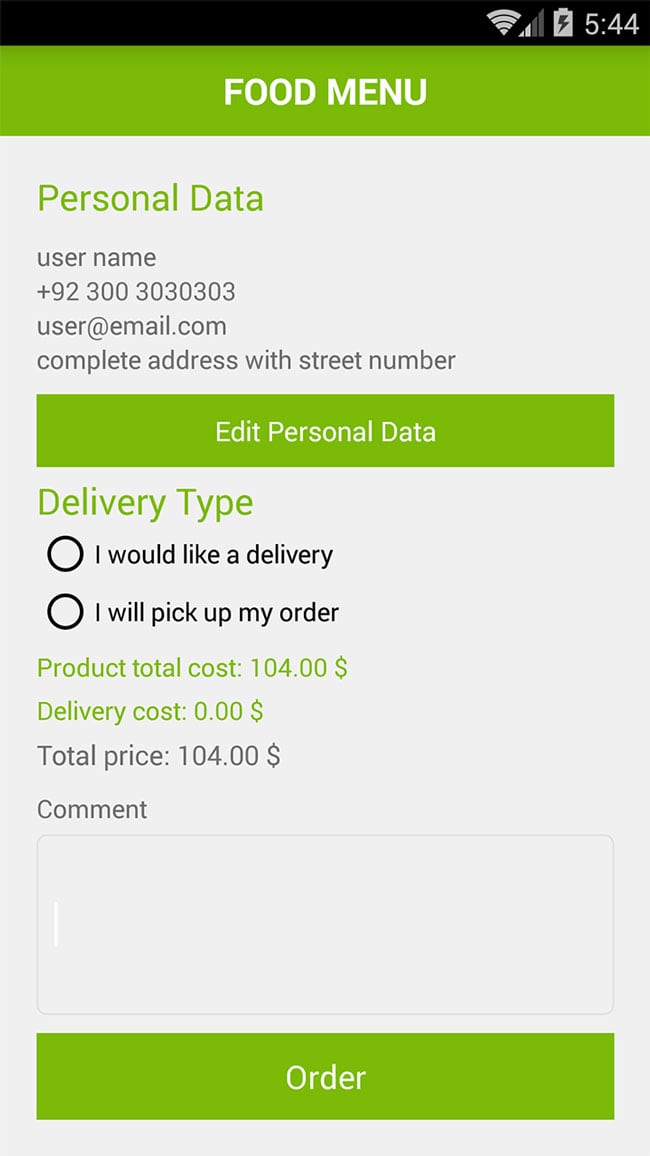 5:44
FOOD MENU
Personal Data
user name
+92 300 3030303
user@email.com
complete address with street number
Edit Personal Data
Delivery Type
I would like a delivery
I will pick up my order
Product total cost: 104.00 $
Delivery cost: 0.00 $
Total price: 104.00 $
Comment
Order